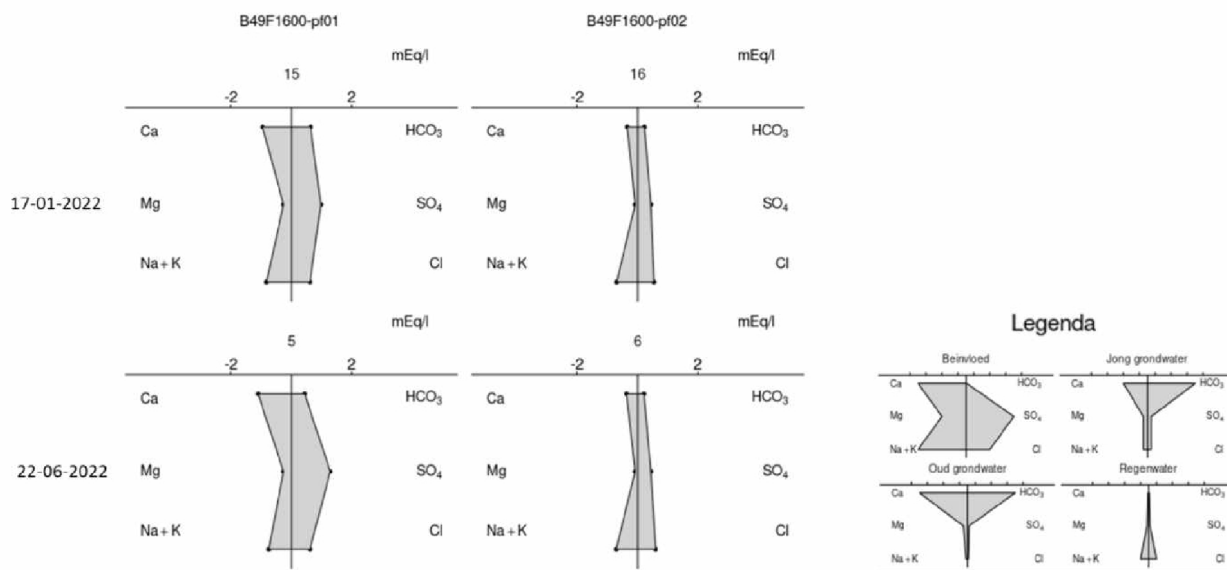 B49F1600-pf01
B49F1600-pf02
mEq/l
mEq/l
15
16
-2 2
-2 2
Ca HCO₃
Ca HCO₃
17-01-2022
Mg SO₄
Mg SO₄
Na + K Cl
Na + K Cl
mEq/l
mEq/l
5
6
-2 2
-2 2
Ca HCO₃
Ca HCO₃
22-06-2022
Mg SO₄
Mg SO₄
Na + K Cl
Na + K Cl
Legenda
Beinvloed
Ca HCO₃
Mg SO₄
Na + K Cl
Jong grondwater
Ca HCO₃
Mg SO₄
Na + K Cl
Oud grondwater
Ca HCO₃
Mg SO₄
Na + K Cl
Regenwater
Ca HCO₃
Mg SO₄
Na + K Cl